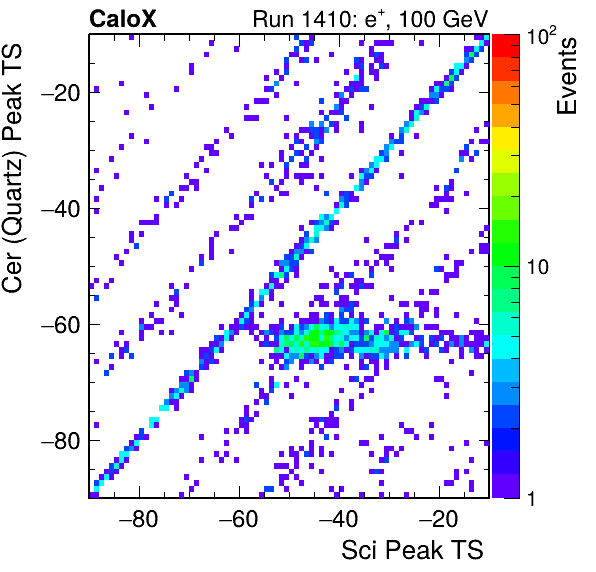 CaloX Run 1410: e⁺, 100 GeV
Cer (Quartz) Peak TS
−20
−40
−60
−80
−80 −60 −40 −20
Sci Peak TS
10²
10
1
Events